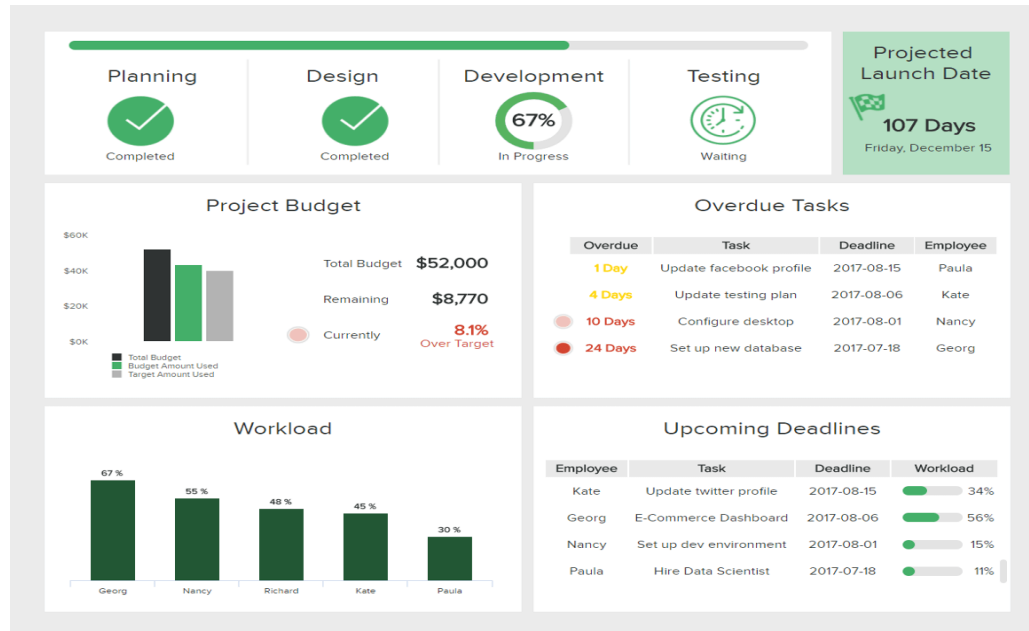 Planning
Completed
Design
Completed
Development
67%
In Progress
Testing
Waiting
Projected
Launch Date
107 Days
Friday, December 15
Project Budget
$60K
$40K
$20K
$0K
Total Budget
Budget Amount Used
Target Amount Used
Total Budget $52,000
Remaining $8,770
Currently 8.1%
Over Target
Overdue Tasks
Overdue Task Deadline Employee
1 Day Update facebook profile 2017-08-15 Paula
4 Days Update testing plan 2017-08-06 Kate
10 Days Configure desktop 2017-08-01 Nancy
24 Days Set up new database 2017-07-18 Georg
Workload
67 %
55 %
48 %
45 %
30 %
Georg Nancy Richard Kate Paula
Upcoming Deadlines
Employee Task Deadline Workload
Kate Update twitter profile 2017-08-15 34%
Georg E-Commerce Dashboard 2017-08-06 56%
Nancy Set up dev environment 2017-08-01 15%
Paula Hire Data Scientist 2017-07-18 11%